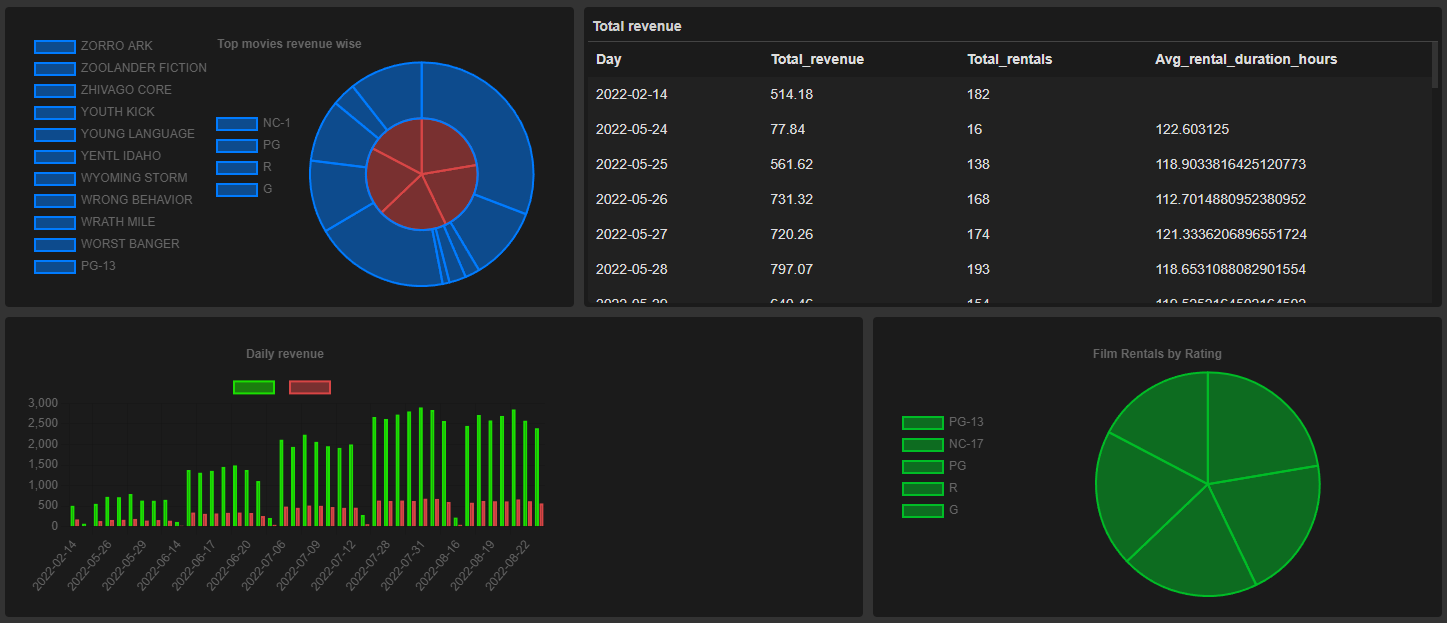 Top movies revenue wise
ZORRO ARK
ZOOLANDER FICTION
ZHIVAGO CORE
YOUTH KICK
YOUNG LANGUAGE
YENTL IDAHO
WYOMING STORM
WRONG BEHAVIOR
WRATH MILE
WORST BANGER
PG-13
NC-1
PG
R
G
Total revenue
Day Total_revenue Total_rentals Avg_rental_duration_hours
2022-02-14 514.18 182
2022-05-24 77.84 16 122.603125
2022-05-25 561.62 138 118.9033816425120773
2022-05-26 731.32 168 112.7014880952380952
2022-05-27 720.26 174 121.3336206896551724
2022-05-28 797.07 193 118.6531088082901554
Daily revenue
3,000
2,500
2,000
1,500
1,000
500
0
2022-02-14
2022-05-26
2022-05-29
2022-06-14
2022-06-17
2022-06-20
2022-07-06
2022-07-09
2022-07-12
2022-07-28
2022-07-31
2022-08-16
2022-08-19
2022-08-22
Film Rentals by Rating
PG-13
NC-17
PG
R
G